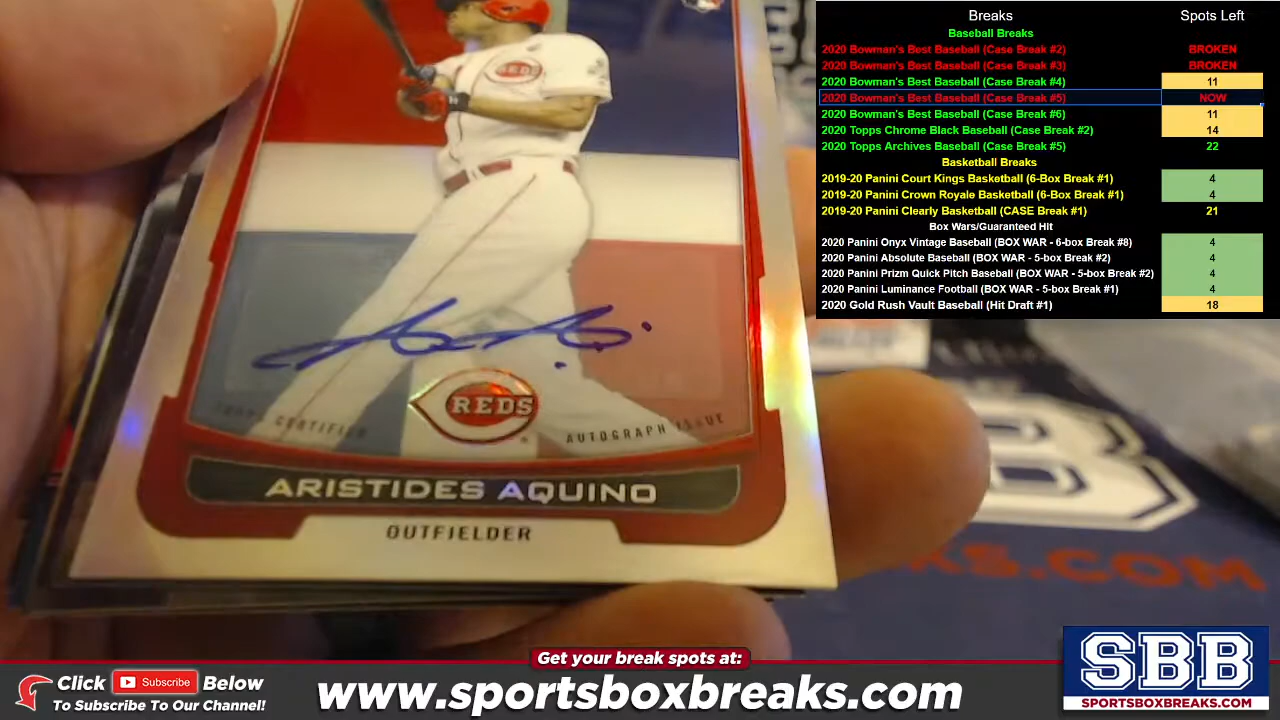 Breaks Spots Left
Baseball Breaks
2020 Bowman's Best Baseball (Case Break #2) BROKEN
2020 Bowman's Best Baseball (Case Break #3) BROKEN
2020 Bowman's Best Baseball (Case Break #4) 11
2020 Bowman's Best Baseball (Case Break #5) NOW
2020 Bowman's Best Baseball (Case Break #6) 11
2020 Topps Chrome Black Baseball (Case Break #2) 14
2020 Topps Archives Baseball (Case Break #5) 22
Basketball Breaks
2019-20 Panini Court Kings Basketball (6-Box Break #1) 4
2019-20 Panini Crown Royale Basketball (6-Box Break #1) 4
2019-20 Panini Clearly Basketball (CASE Break #1) 21
Box Wars/Guaranteed Hit
2020 Panini Onyx Vintage Baseball (BOX WAR - 6-box Break #8) 4
2020 Panini Absolute Baseball (BOX WAR - 5-box Break #2) 4
2020 Panini Prizm Quick Pitch Baseball (BOX WAR - 5-box Break #2) 4
2020 Panini Luminance Football (BOX WAR - 5-box Break #1) 4
2020 Gold Rush Vault Baseball (Hit Draft #1) 18
REDS
REDS
CERTIFIED
AUTOGRAPH ISSUE
ARISTIDES AQUINO
OUTFIELDER
B
KS.COM
Get your break spots at:
Click Subscribe Below
To Subscribe To Our Channel!
www.sportsboxbreaks.com
SBB
SPORTSBOXBREAKS.COM